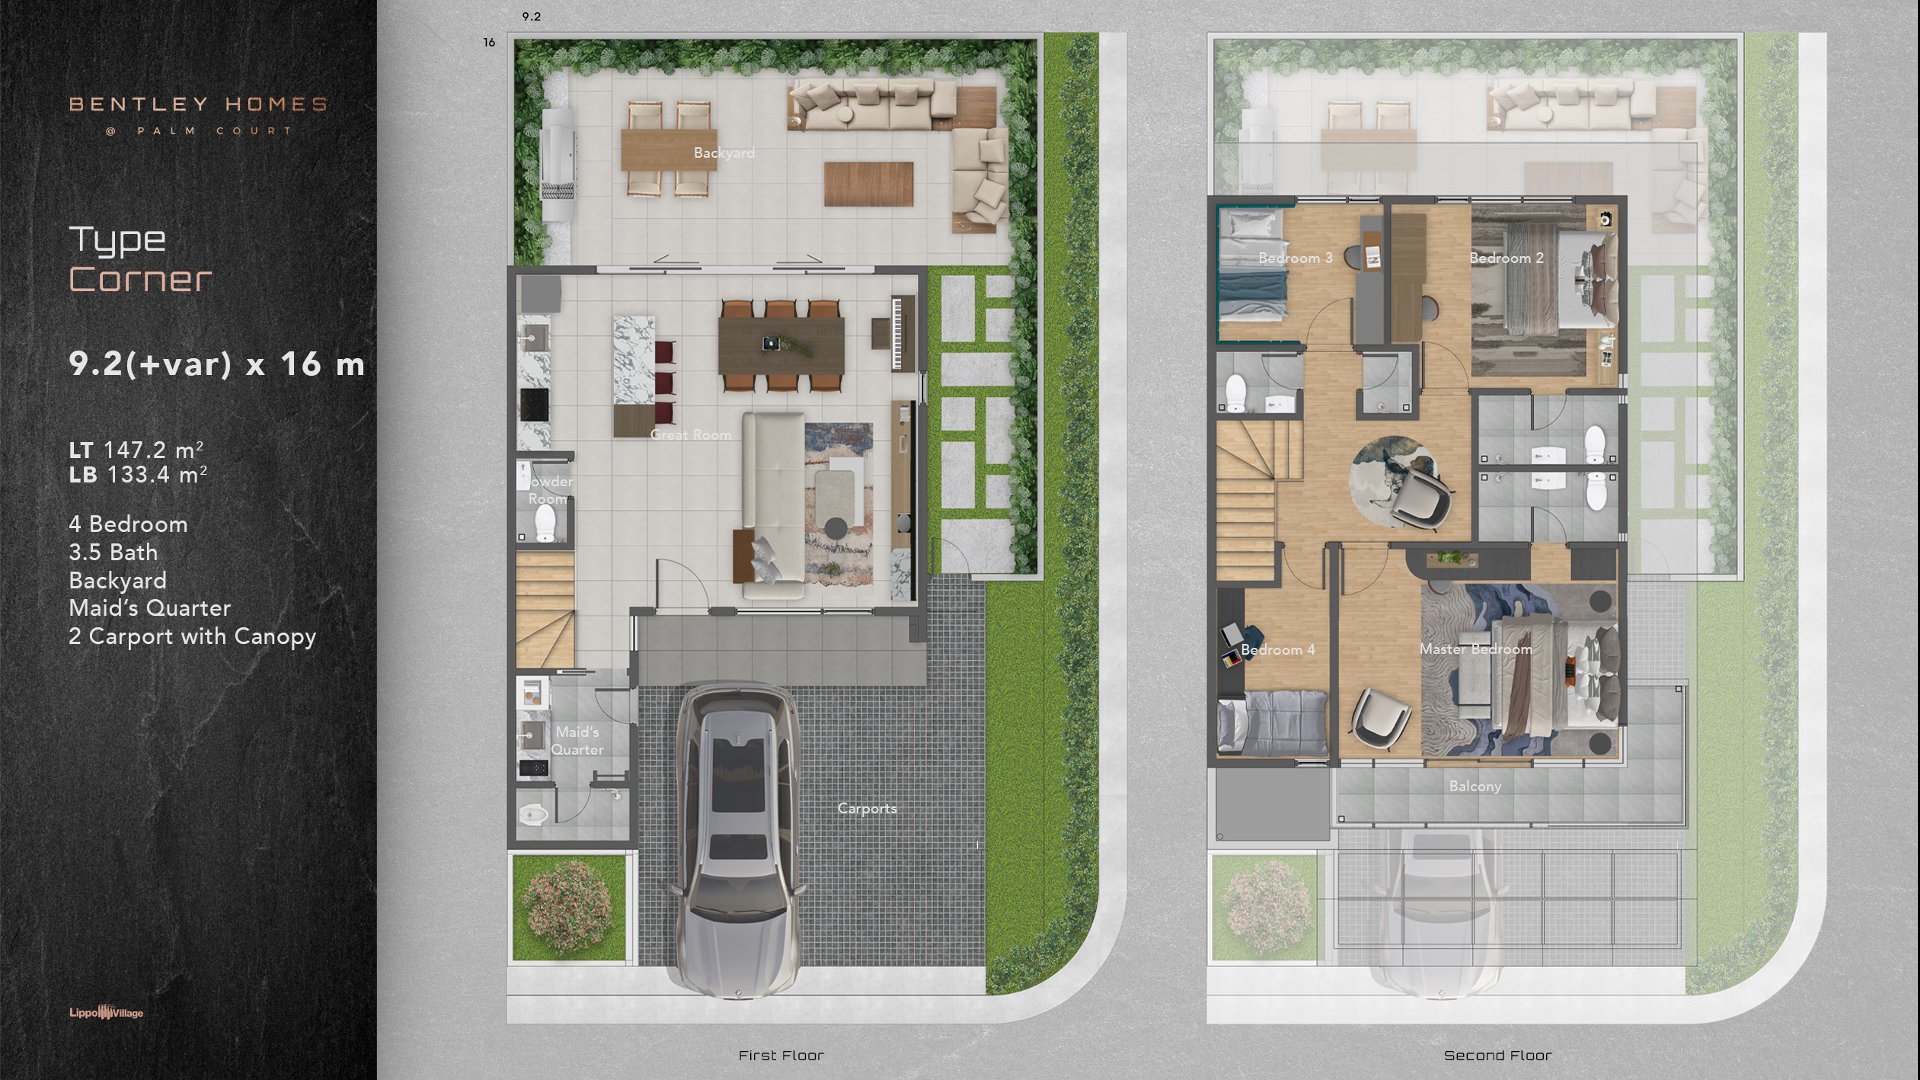 BENTLEY HOMES
@ PALM COURT
Type
Corner
9.2(+var) x 16 m
LT 147.2 m²
LB 133.4 m²
4 Bedroom
3.5 Bath
Backyard
Maid's Quarter
2 Carport with Canopy
Lippo Village
9.2
16
Backyard
Great Room
owder
Room
Maid's
Quarter
Carports
First Floor
Bedroom 3
Bedroom 2
Bedroom 4
Master Bedroom
Balcony
Second Floor